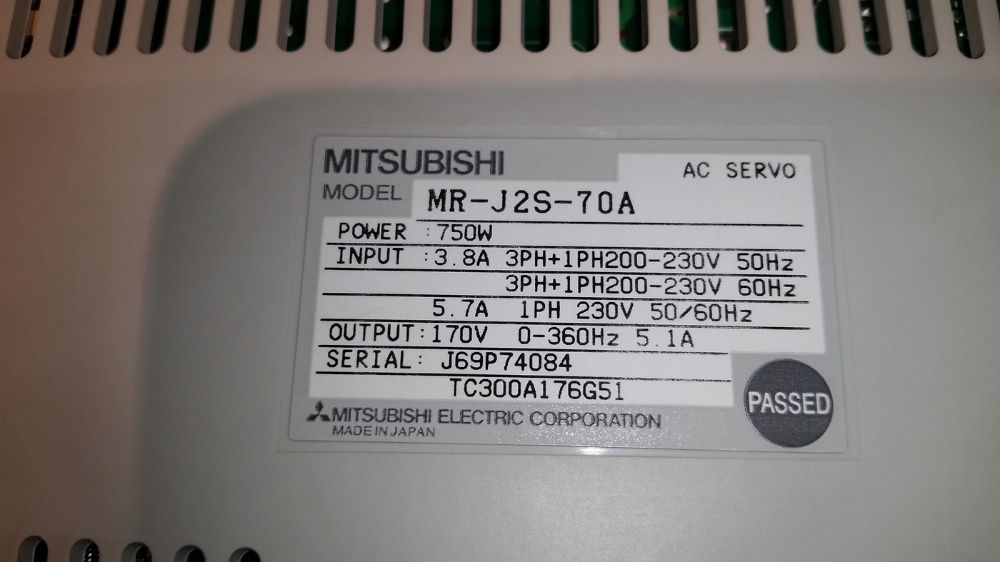 MITSUBISHI
AC SERVO
MODEL MR-J2S-70A
POWER : 750W
INPUT : 3.8A 3PH+1PH200-230V 50Hz
3PH+1PH200-230V 60Hz
5.7A 1PH 230V 50/60Hz
OUTPUT: 170V 0-360Hz 5.1A
SERIAL: J69P74084
TC300A176G51
PASSED
MITSUBISHI ELECTRIC CORPORATION
MADE IN JAPAN